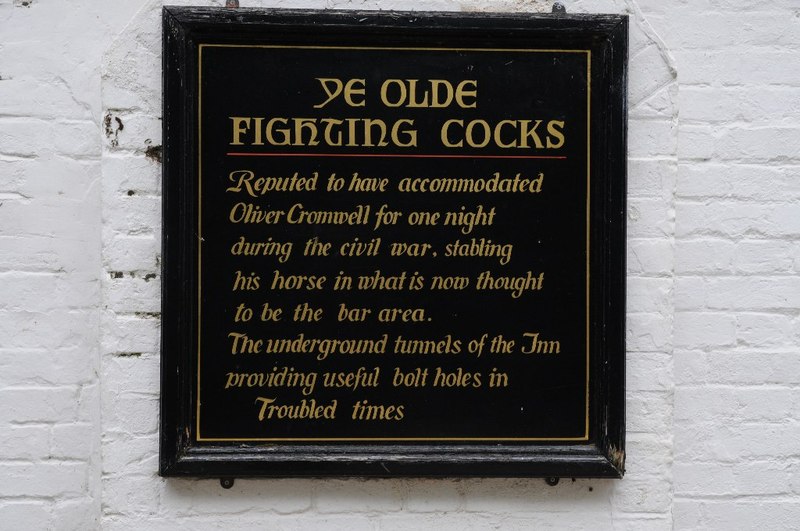 YE OLDE
FIGHTING COCKS
Reputed to have accommodated
Oliver Cromwell for one night
during the civil war, stabling
his horse in what is now thought
to be the bar area.
The underground tunnels of the Inn
providing useful bolt holes in
Troubled times